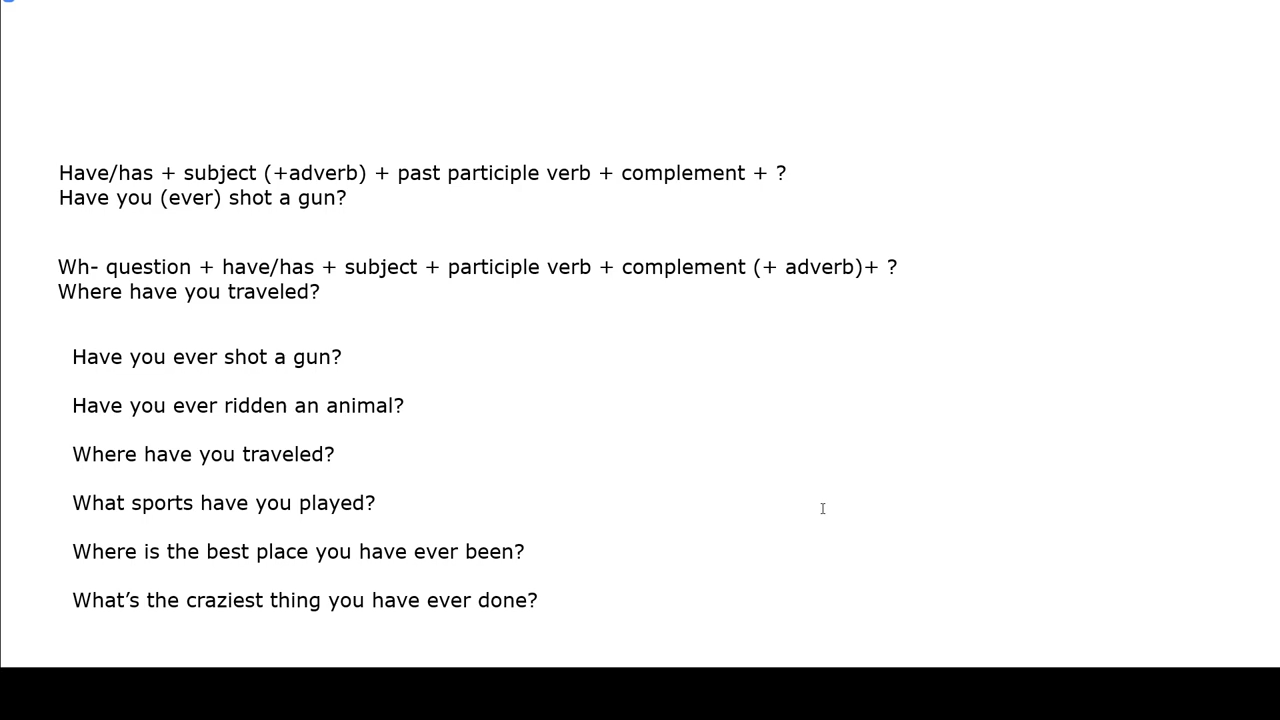 Have/has + subject (+adverb) + past participle verb + complement + ?
Have you (ever) shot a gun?
Wh- question + have/has + subject + participle verb + complement (+ adverb)+ ?
Where have you traveled?
Have you ever shot a gun?
Have you ever ridden an animal?
Where have you traveled?
What sports have you played?
Where is the best place you have ever been?
What’s the craziest thing you have ever done?